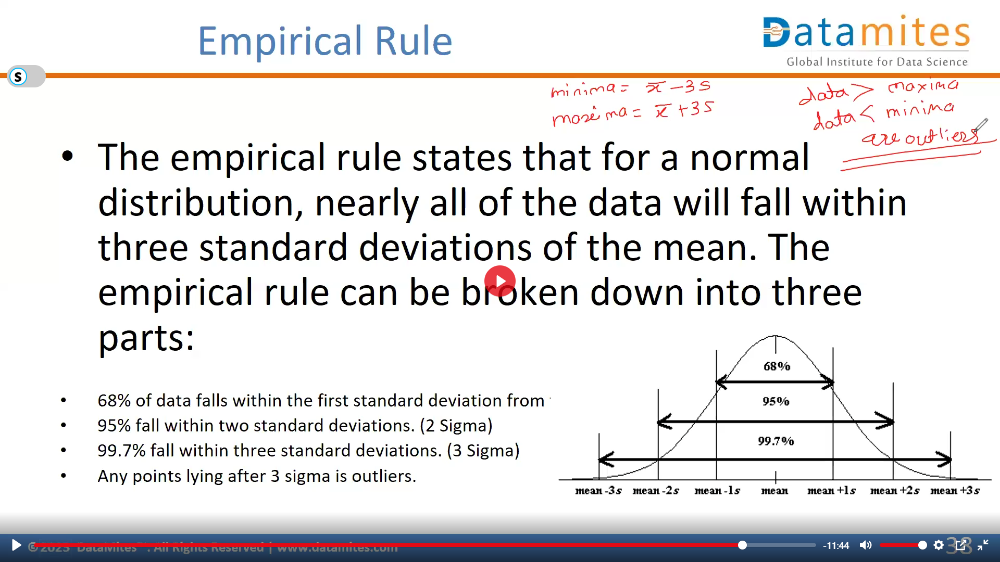 Empirical Rule
Datamites
Global Institute for Data Science
S
minima = x̄ - 3s
maxima = x̄ + 3s
data > maxima
data < minima
are outliers
• The empirical rule states that for a normal
distribution, nearly all of the data will fall within
three standard deviations of the mean. The
empirical rule can be broken down into three
parts:
• 68% of data falls within the first standard deviation from
• 95% fall within two standard deviations. (2 Sigma)
• 99.7% fall within three standard deviations. (3 Sigma)
• Any points lying after 3 sigma is outliers.
68%
95%
99.7%
mean -3s mean -2s mean -1s mean mean +1s mean +2s mean +3s
© 2023 DataMites™. All Rights Reserved | www.datamites.com
-11:44
38